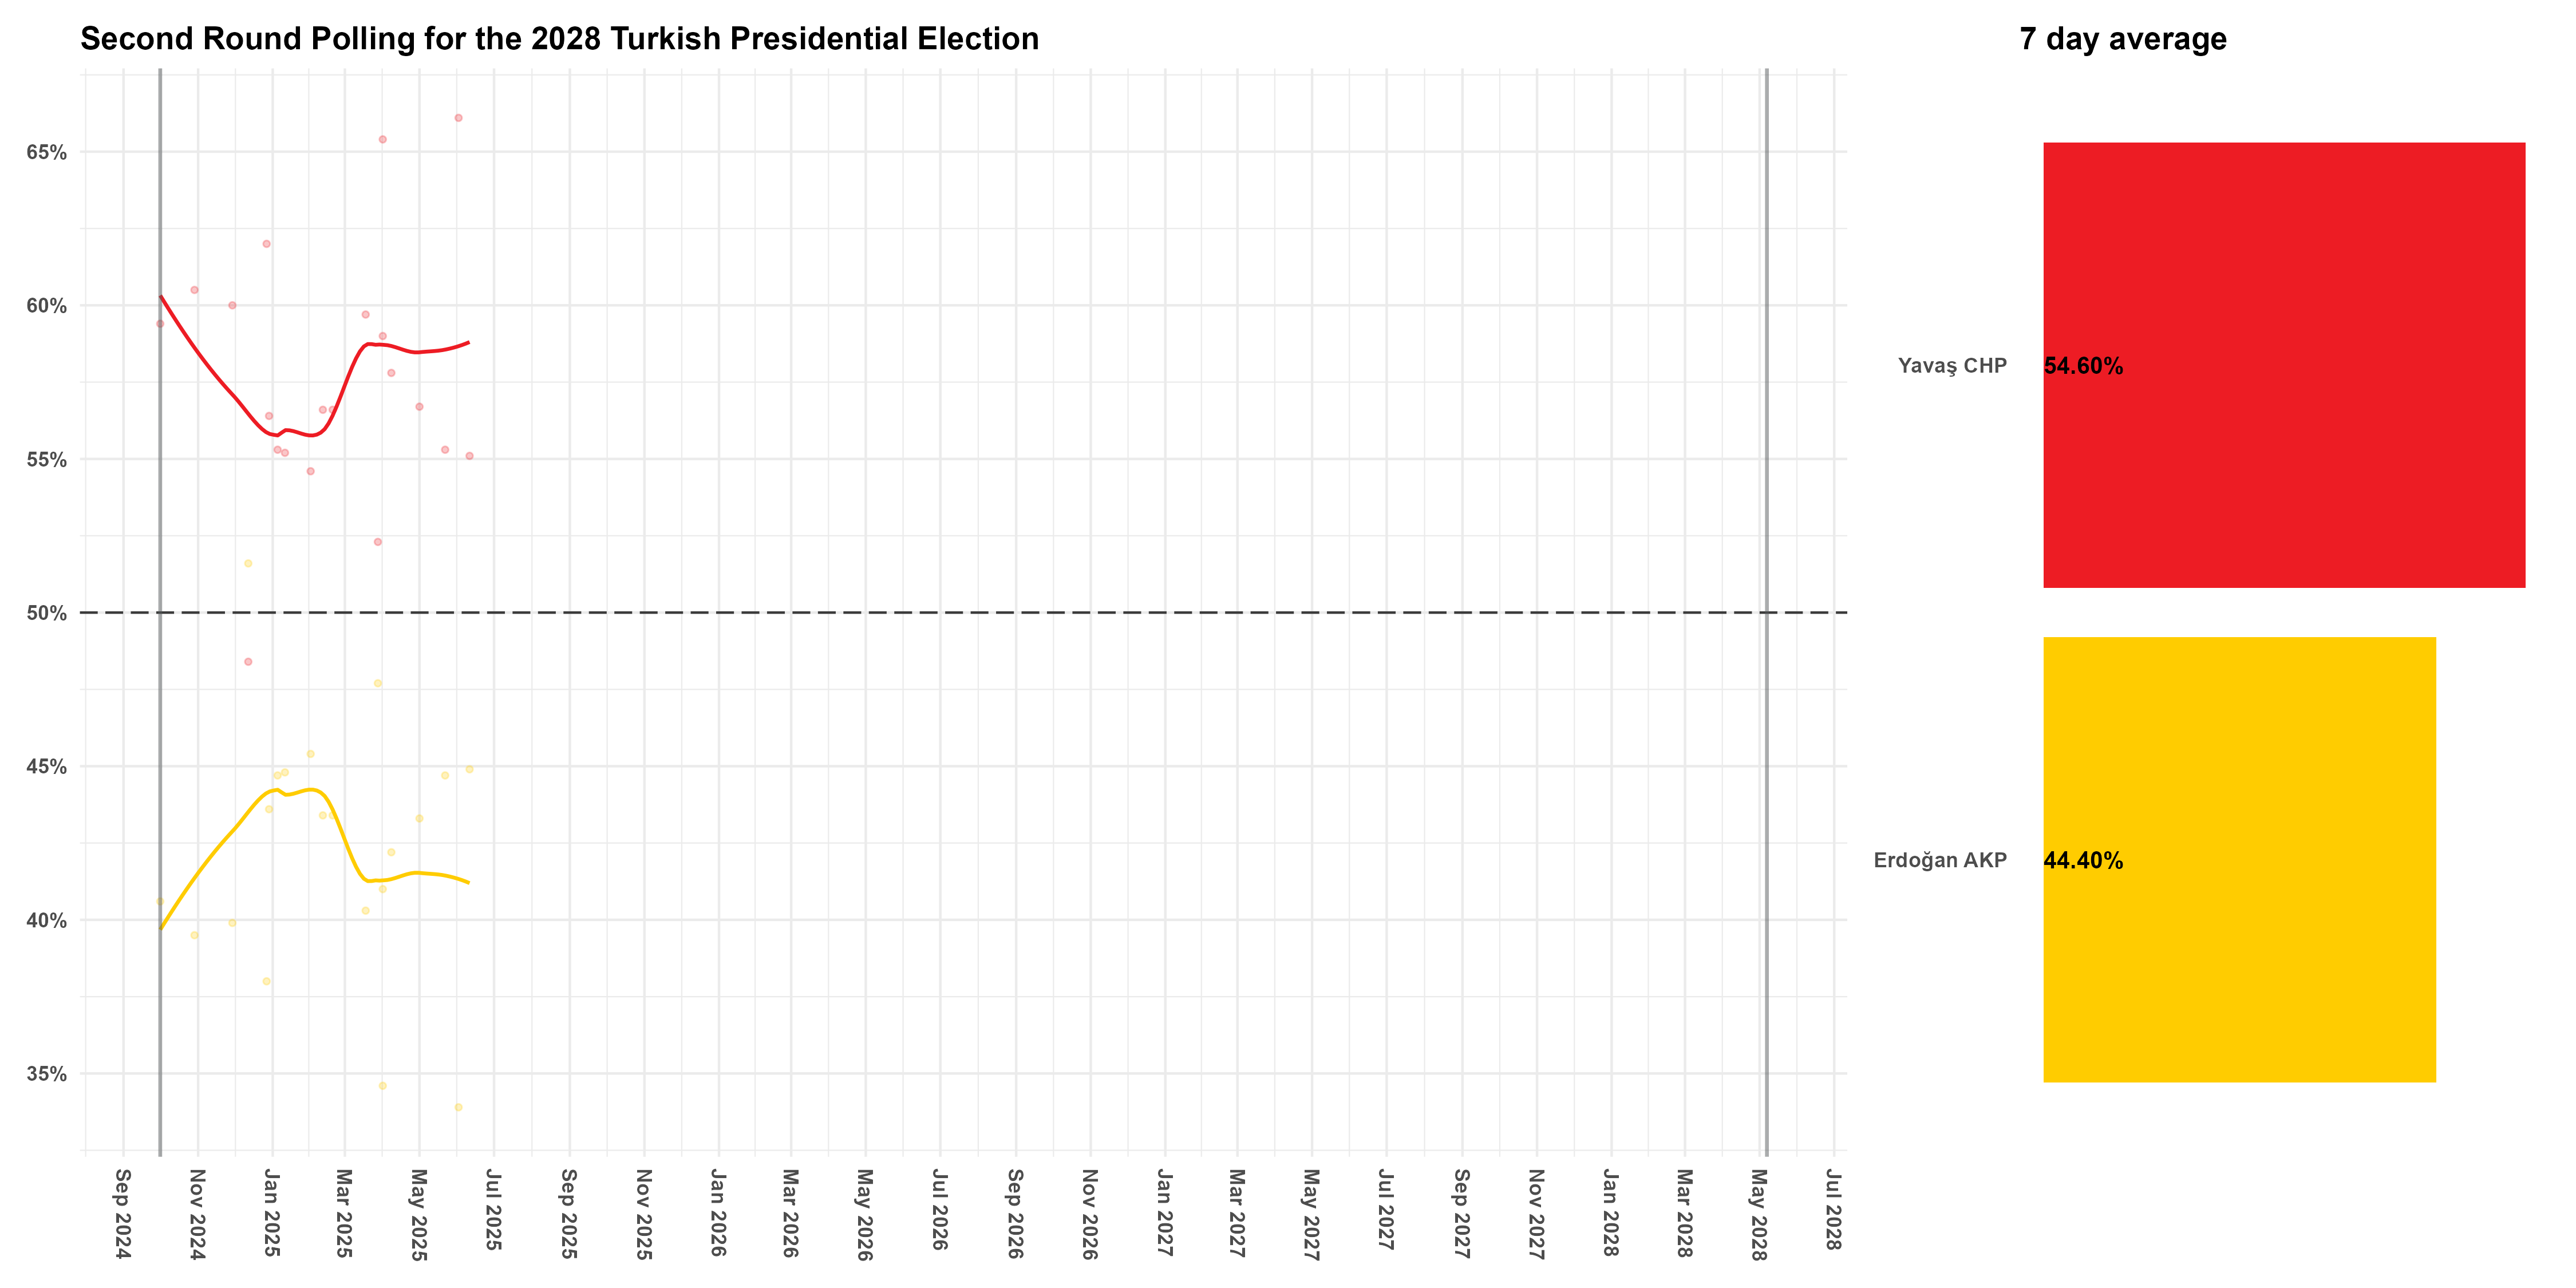 Second Round Polling for the 2028 Turkish Presidential Election
7 day average
65%
60%
55%
50%
45%
40%
35%
Sep 2024
Nov 2024
Jan 2025
Mar 2025
May 2025
Jul 2025
Sep 2025
Nov 2025
Jan 2026
Mar 2026
May 2026
Jul 2026
Sep 2026
Nov 2026
Jan 2027
Mar 2027
May 2027
Jul 2027
Sep 2027
Nov 2027
Jan 2028
Mar 2028
May 2028
Jul 2028
Yavaş CHP 54.60%
Erdoğan AKP 44.40%